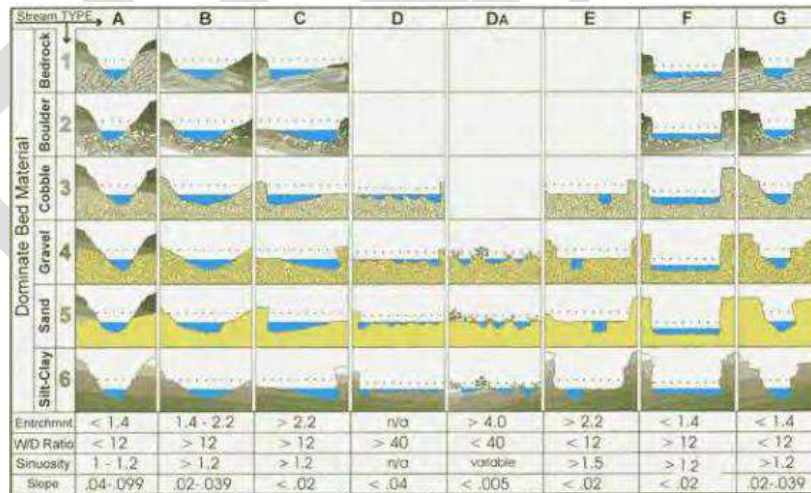 Stream TYPE A B C D DA E F G
Dominate Bed Material
Bedrock 1
Boulder 2
Cobble 3
Gravel 4
Sand 5
Silt-Clay 6
Entrchmnt < 1.4 1.4 - 2.2 > 2.2 n/a > 4.0 > 2.2 < 1.4 < 1.4
W/D Ratio < 12 > 12 > 12 > 40 < 40 < 12 > 12 < 12
Sinuosity 1 - 1.2 > 1.2 > 1.2 n/a variable >1.5 > 1.2 >1.2
Slope .04-.099 .02-.039 < .02 < .04 < .005 < .02 < .02 .02-.039